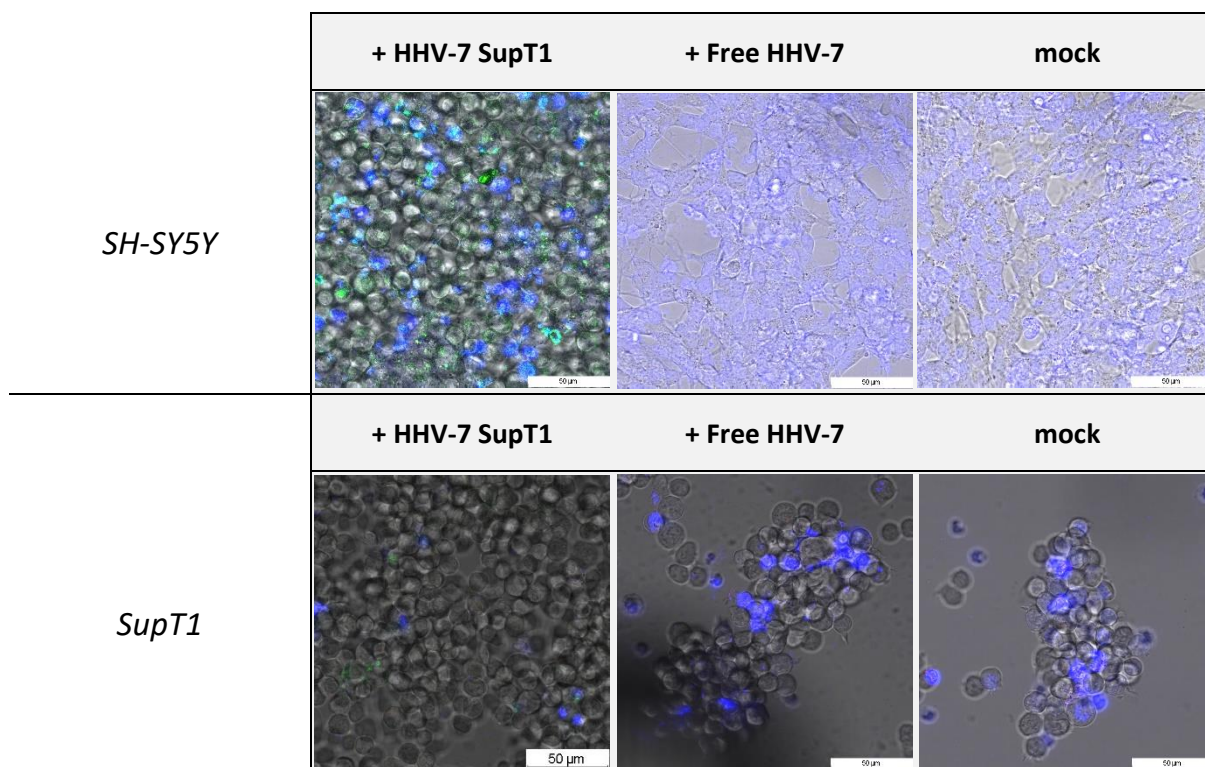 + HHV-7 SupT1 + Free HHV-7 mock
SH-SY5Y
50 µm 50 µm 50 µm
+ HHV-7 SupT1 + Free HHV-7 mock
SupT1
50 µm 50 µm 50 µm